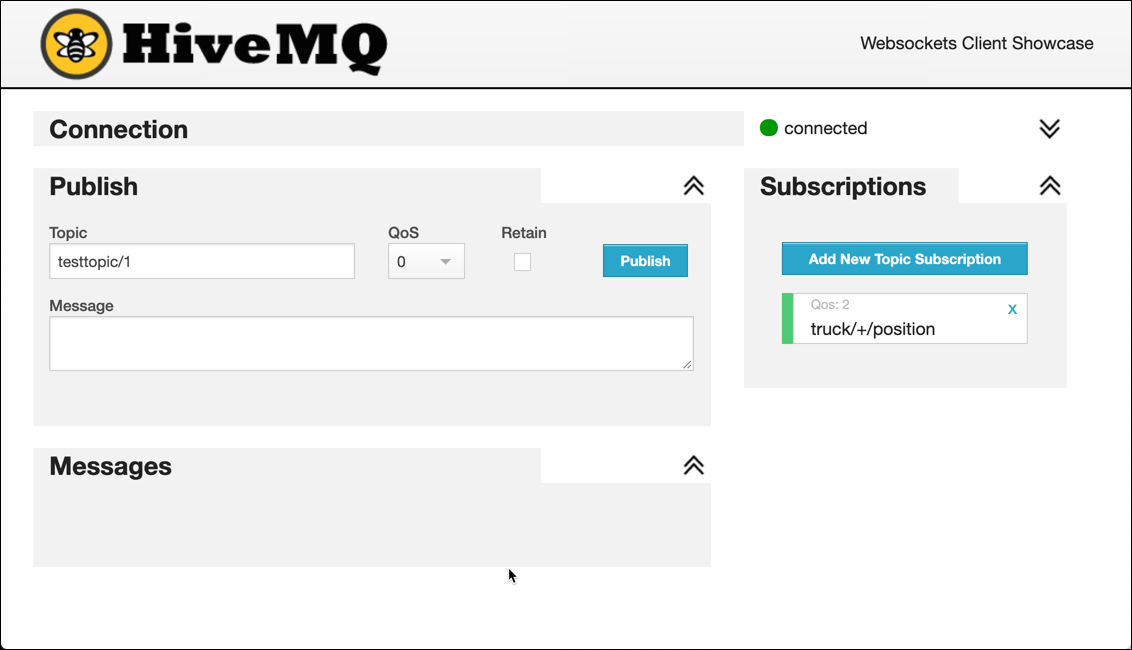 HiveMQ
Websockets Client Showcase
Connection
connected
Publish
Topic
QoS
Retain
testtopic/1
0
Publish
Message
Subscriptions
Add New Topic Subscription
Qos: 2
x
truck/+/position
Messages